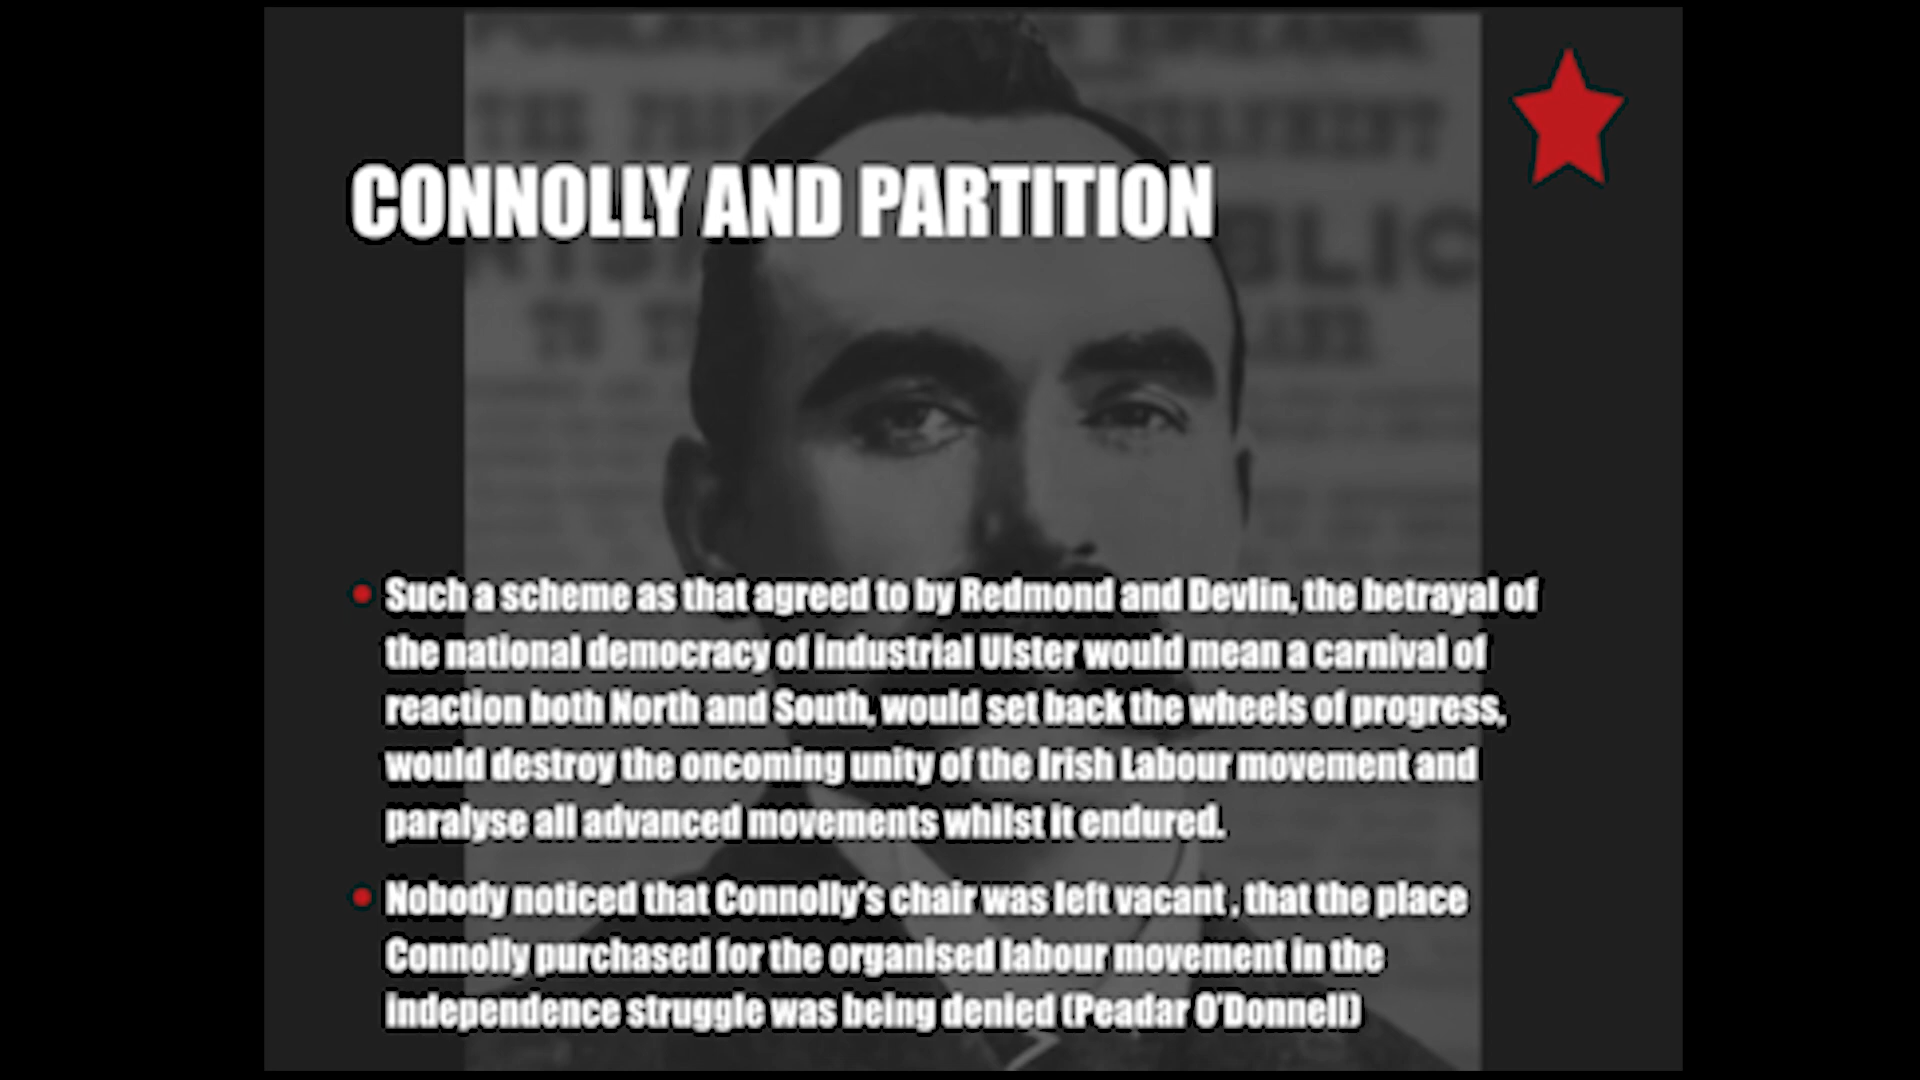 POBLACHT
THE
BLIC
TO
CONNOLLY AND PARTITION
Such a scheme as that agreed to by Redmond and Devlin, the betrayal of
the national democracy of industrial Ulster would mean a carnival of
reaction both North and South, would set back the wheels of progress,
would destroy the oncoming unity of the Irish Labour movement and
paralyse all advanced movements whilst it endured.
Nobody noticed that Connolly's chair was left vacant , that the place
Connolly purchased for the organised labour movement in the
independence struggle was being denied (Peadar O'Donnell)